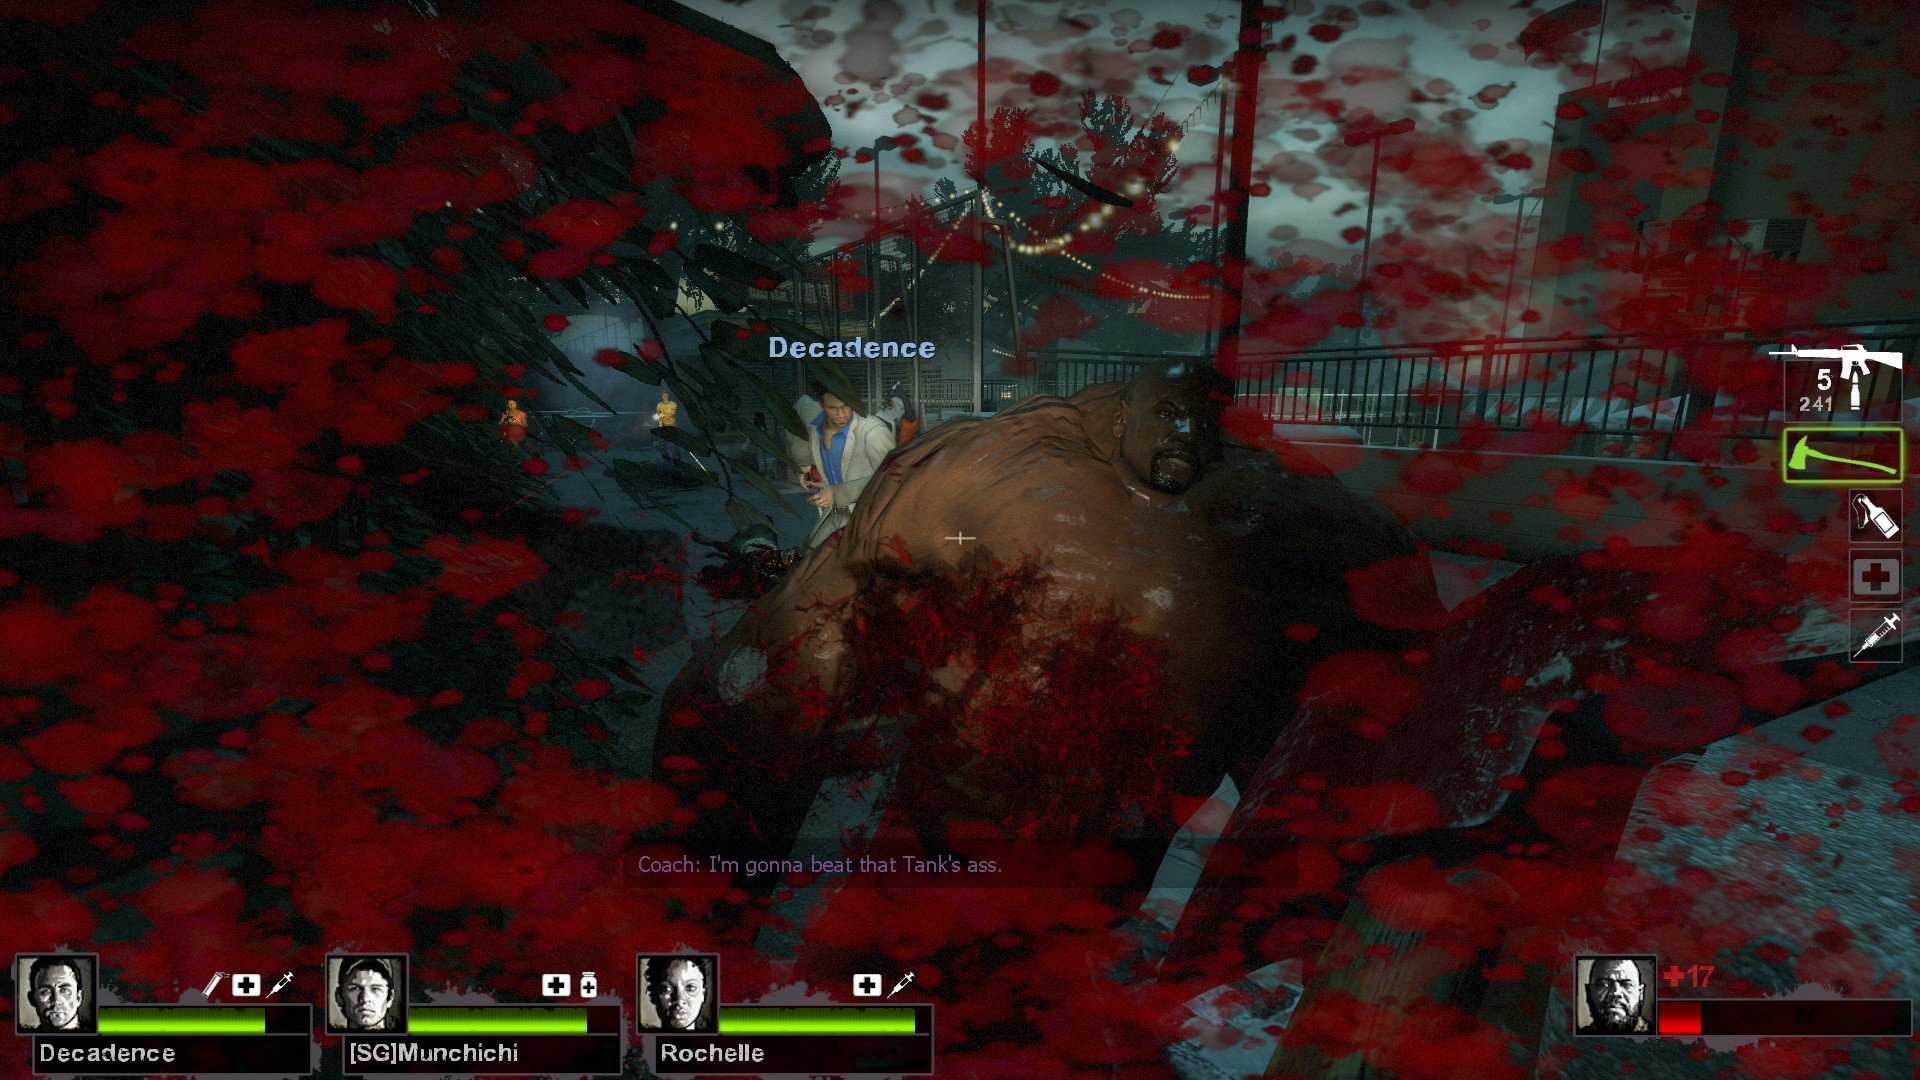 Decadence
5
241
Coach: I'm gonna beat that Tank's ass.
+17
Decadence
[SG]Munchichi
Rochelle